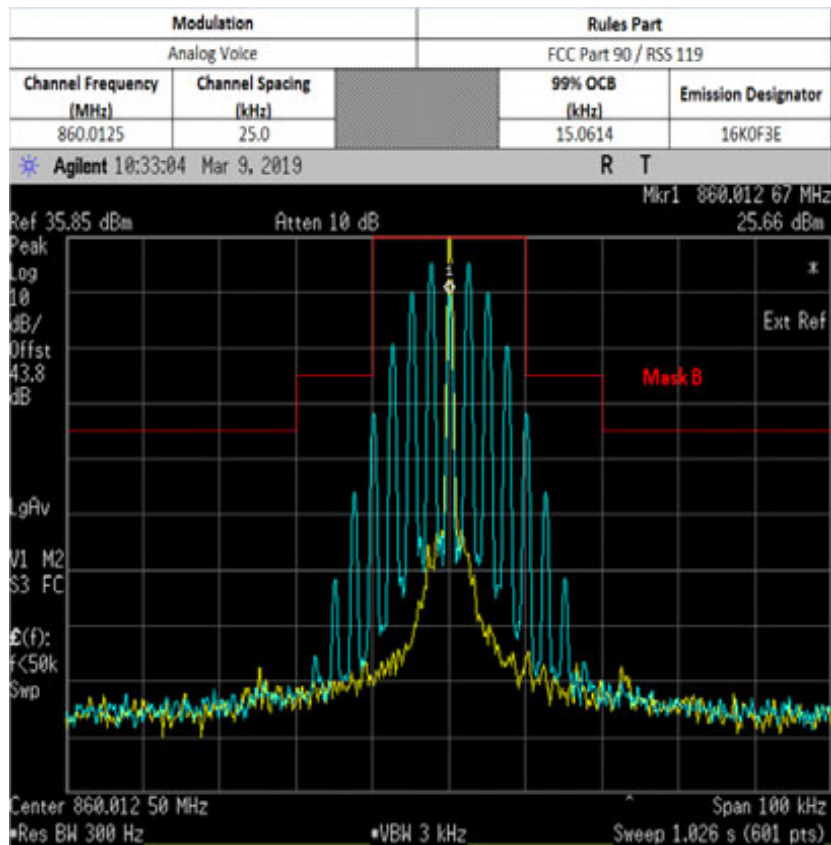 Modulation Rules Part
Analog Voice FCC Part 90 / RSS 119
Channel Frequency (MHz) Channel Spacing (kHz) 99% OCB (kHz) Emission Designator
860.0125 25.0 15.0614 16K0F3E
Agilent 10:33:04 Mar 9, 2019 R T
Mkr1 860.012 67 MHz
Ref 35.85 dBm Atten 10 dB 25.66 dBm
Peak
Log
10
dB/
Offst
43.8
dB
1
*
Ext Ref
Mask B
LgAv
V1 M2
S3 FC
£(f):
f<50k
Swp
Center 860.012 50 MHz ^ Span 100 kHz
*Res BW 300 Hz *VBW 3 kHz Sweep 1.026 s (601 pts)